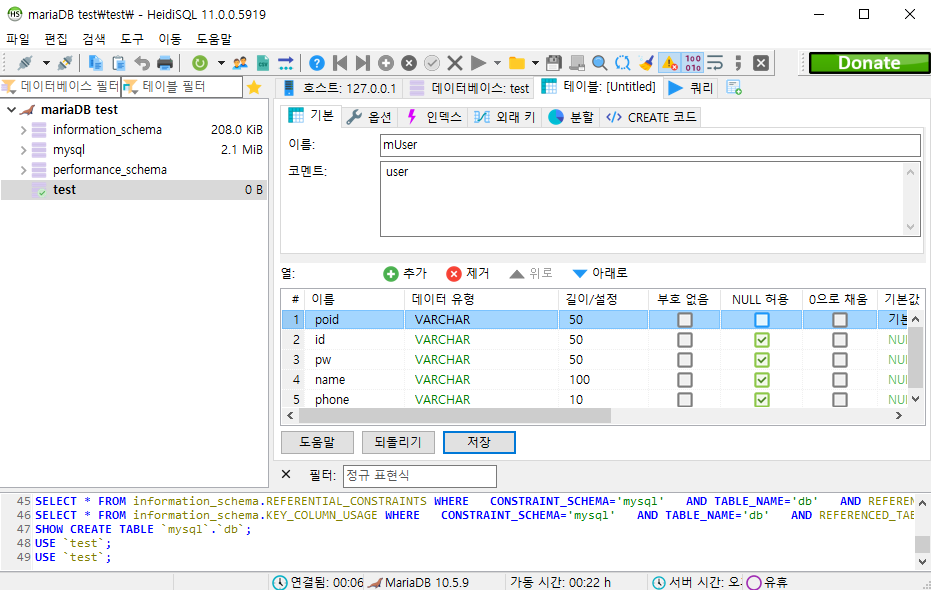 mariaDB test₩test₩ - HeidiSQL 11.0.0.5919
파일 편집 검색 도구 이동 도움말
Donate
데이터베이스 필터 테이블 필터
호스트: 127.0.0.1 데이터베이스: test 테이블: [Untitled] 쿼리
mariaDB test
information_schema 208.0 KiB
mysql 2.1 MiB
performance_schema
test 0 B
기본 옵션 인덱스 외래 키 분할 CREATE 코드
이름: mUser
코멘트: user
열: 추가 제거 위로 아래로
# 이름 데이터 유형 길이/설정 부호 없음 NULL 허용 0으로 채움 기본값
1 poid VARCHAR 50 기본
2 id VARCHAR 50 NUL
3 pw VARCHAR 50 NUL
4 name VARCHAR 100 NUL
5 phone VARCHAR 10 NUL
도움말 되돌리기 저장
필터: 정규 표현식
45 SELECT * FROM information_schema.REFERENTIAL_CONSTRAINTS WHERE CONSTRAINT_SCHEMA='mysql' AND TABLE_NAME='db' AND REFEREN
46 SELECT * FROM information_schema.KEY_COLUMN_USAGE WHERE CONSTRAINT_SCHEMA='mysql' AND TABLE_NAME='db' AND REFERENCED_TAB
47 SHOW CREATE TABLE `mysql`.`db`;
48 USE `test`;
49 USE `test`;
연결됨: 00:06 MariaDB 10.5.9 가동 시간: 00:22 h 서버 시간: 오 유휴